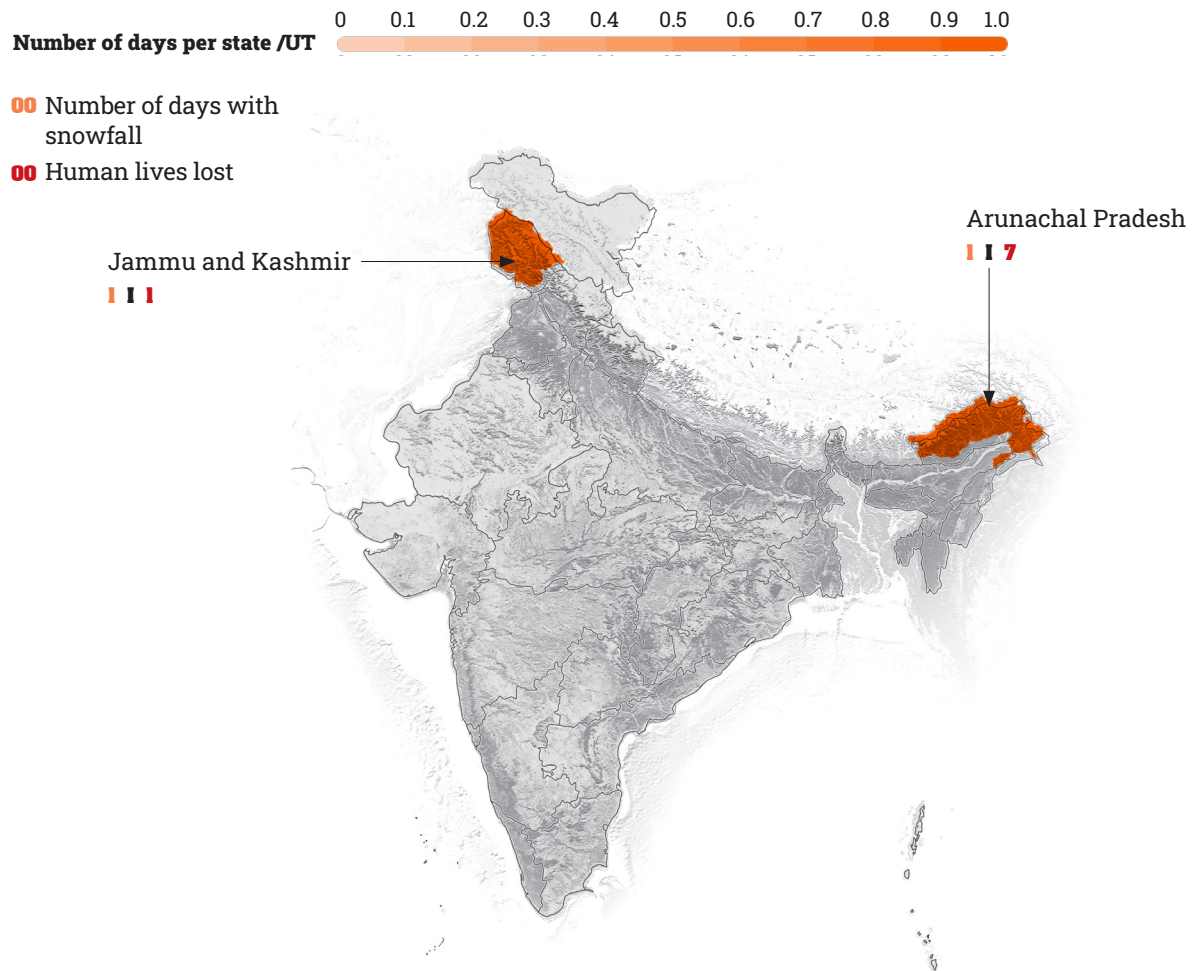 0 0.1 0.2 0.3 0.4 0.5 0.6 0.7 0.8 0.9 1.0
Number of days per state /UT
00 Number of days with
snowfall
00 Human lives lost
Arunachal Pradesh
1 1 7
Jammu and Kashmir
1 1 1